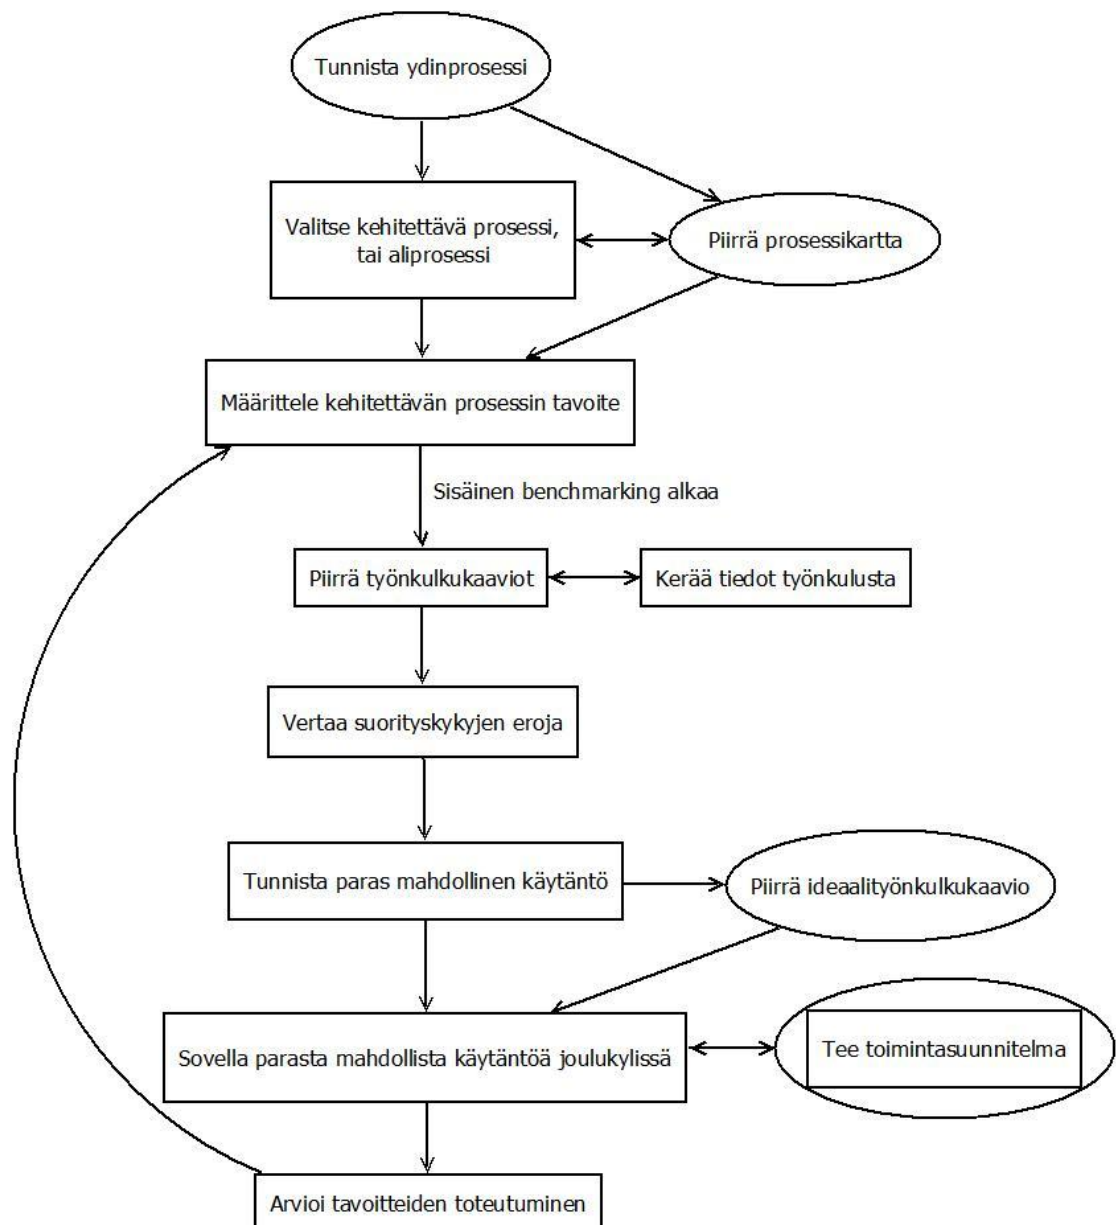 Tunnista ydinprosessi
Valitse kehitettävä prosessi,
tai aliprosessi
Piirrä prosessikartta
Määrittele kehitettävän prosessin tavoite
Sisäinen benchmarking alkaa
Piirrä työnkulkukaaviot
Kerää tiedot työnkulusta
Vertaa suorityskykyjen eroja
Tunnista paras mahdollinen käytäntö
Piirrä ideaalityönkulkukaavio
Sovella parasta mahdollista käytäntöä joulukylissä
Tee toimintasuunnitelma
Arvioi tavoitteiden toteutuminen